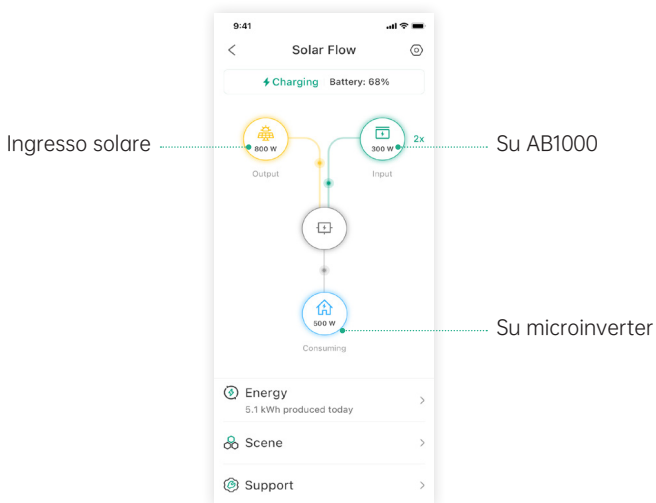 9:41
Solar Flow
Charging Battery: 68%
Ingresso solare
800 W
300 W
2x
Su AB1000
Output
Input
500 W
Su microinverter
Consuming
Energy
5.1 kWh produced today
Scene
Support